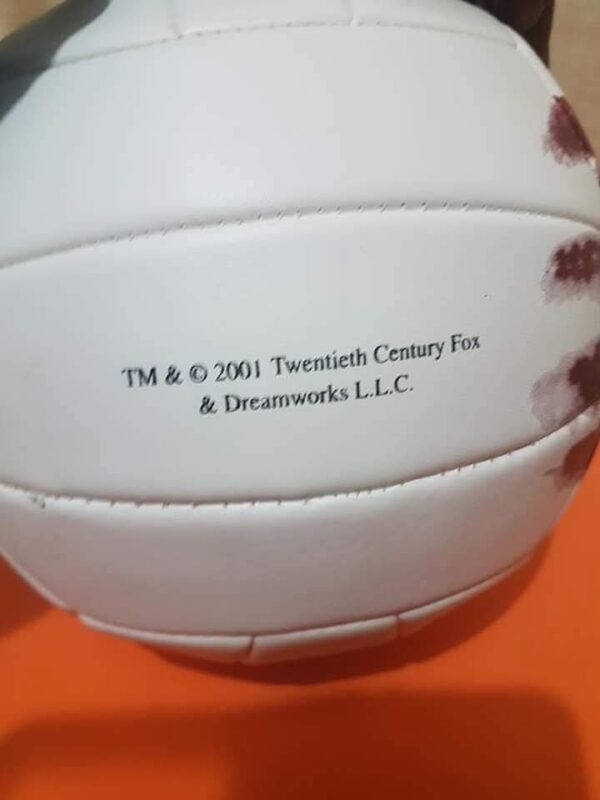 TM & © 2001 Twentieth Century Fox
& Dreamworks L.L.C.